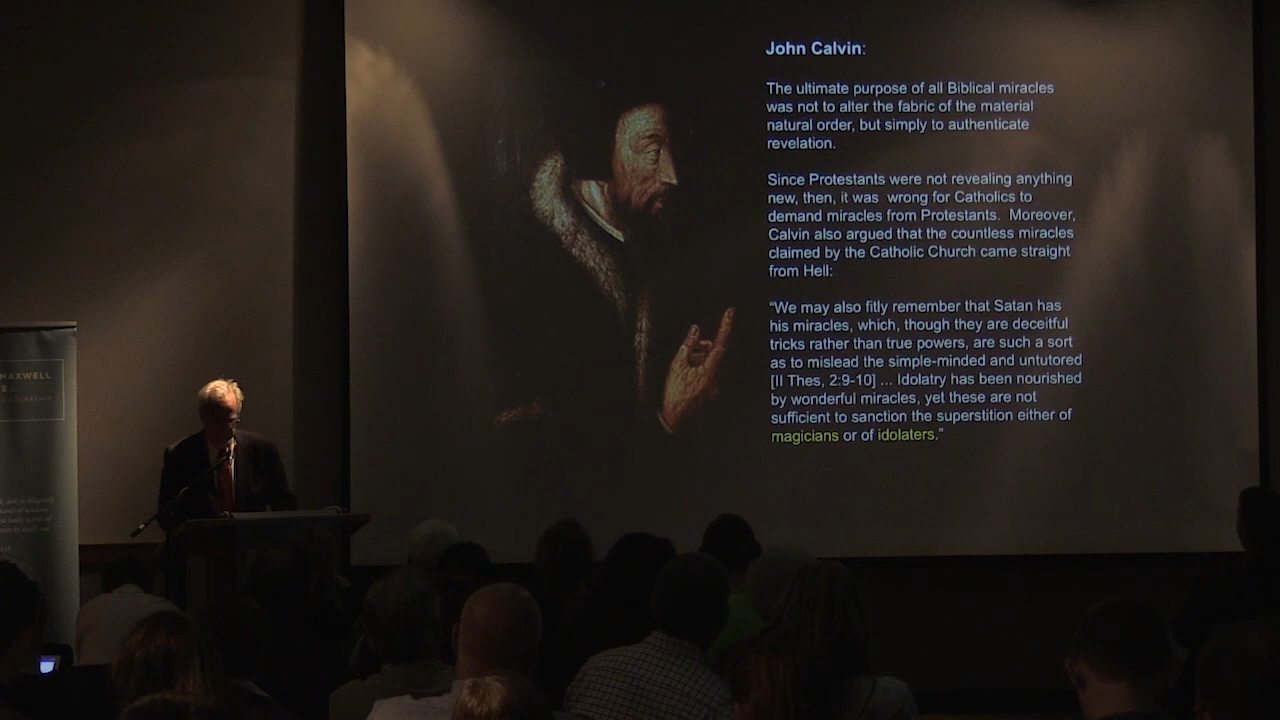 John Calvin:
The ultimate purpose of all Biblical miracles
was not to alter the fabric of the material
natural order, but simply to authenticate
revelation.
Since Protestants were not revealing anything
new, then, it was wrong for Catholics to
demand miracles from Protestants. Moreover,
Calvin also argued that the countless miracles
claimed by the Catholic Church came straight
from Hell:
“We may also fitly remember that Satan has
his miracles, which, though they are deceitful
tricks rather than true powers, are such a sort
as to mislead the simple-minded and untutored
[II Thes, 2:9-10] ... Idolatry has been nourished
by wonderful miracles, yet these are not
sufficient to sanction the superstition either of
magicians or of idolaters.”
MAXWELL